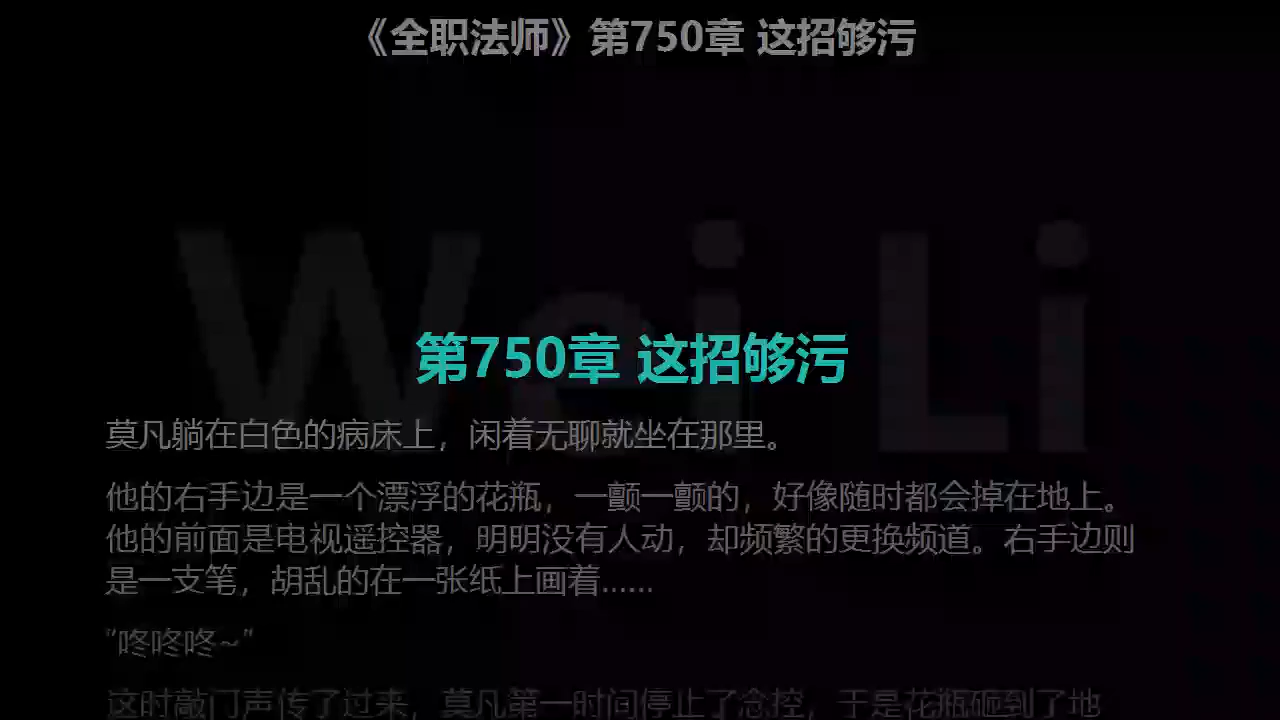 《全职法师》第750章 这招够污
Wei Li
第750章 这招够污
莫凡躺在白色的病床上，闲着无聊就坐在那里。
他的右手边是一个漂浮的花瓶，一颤一颤的，好像随时都会掉在地上。
他的前面是电视遥控器，明明没有人动，却频繁的更换频道。右手边则
是一支笔，胡乱的在一张纸上画着……
“咚咚咚~”
这时敲门声传了过来，莫凡第一时间停止了念控，于是花瓶砸到了地